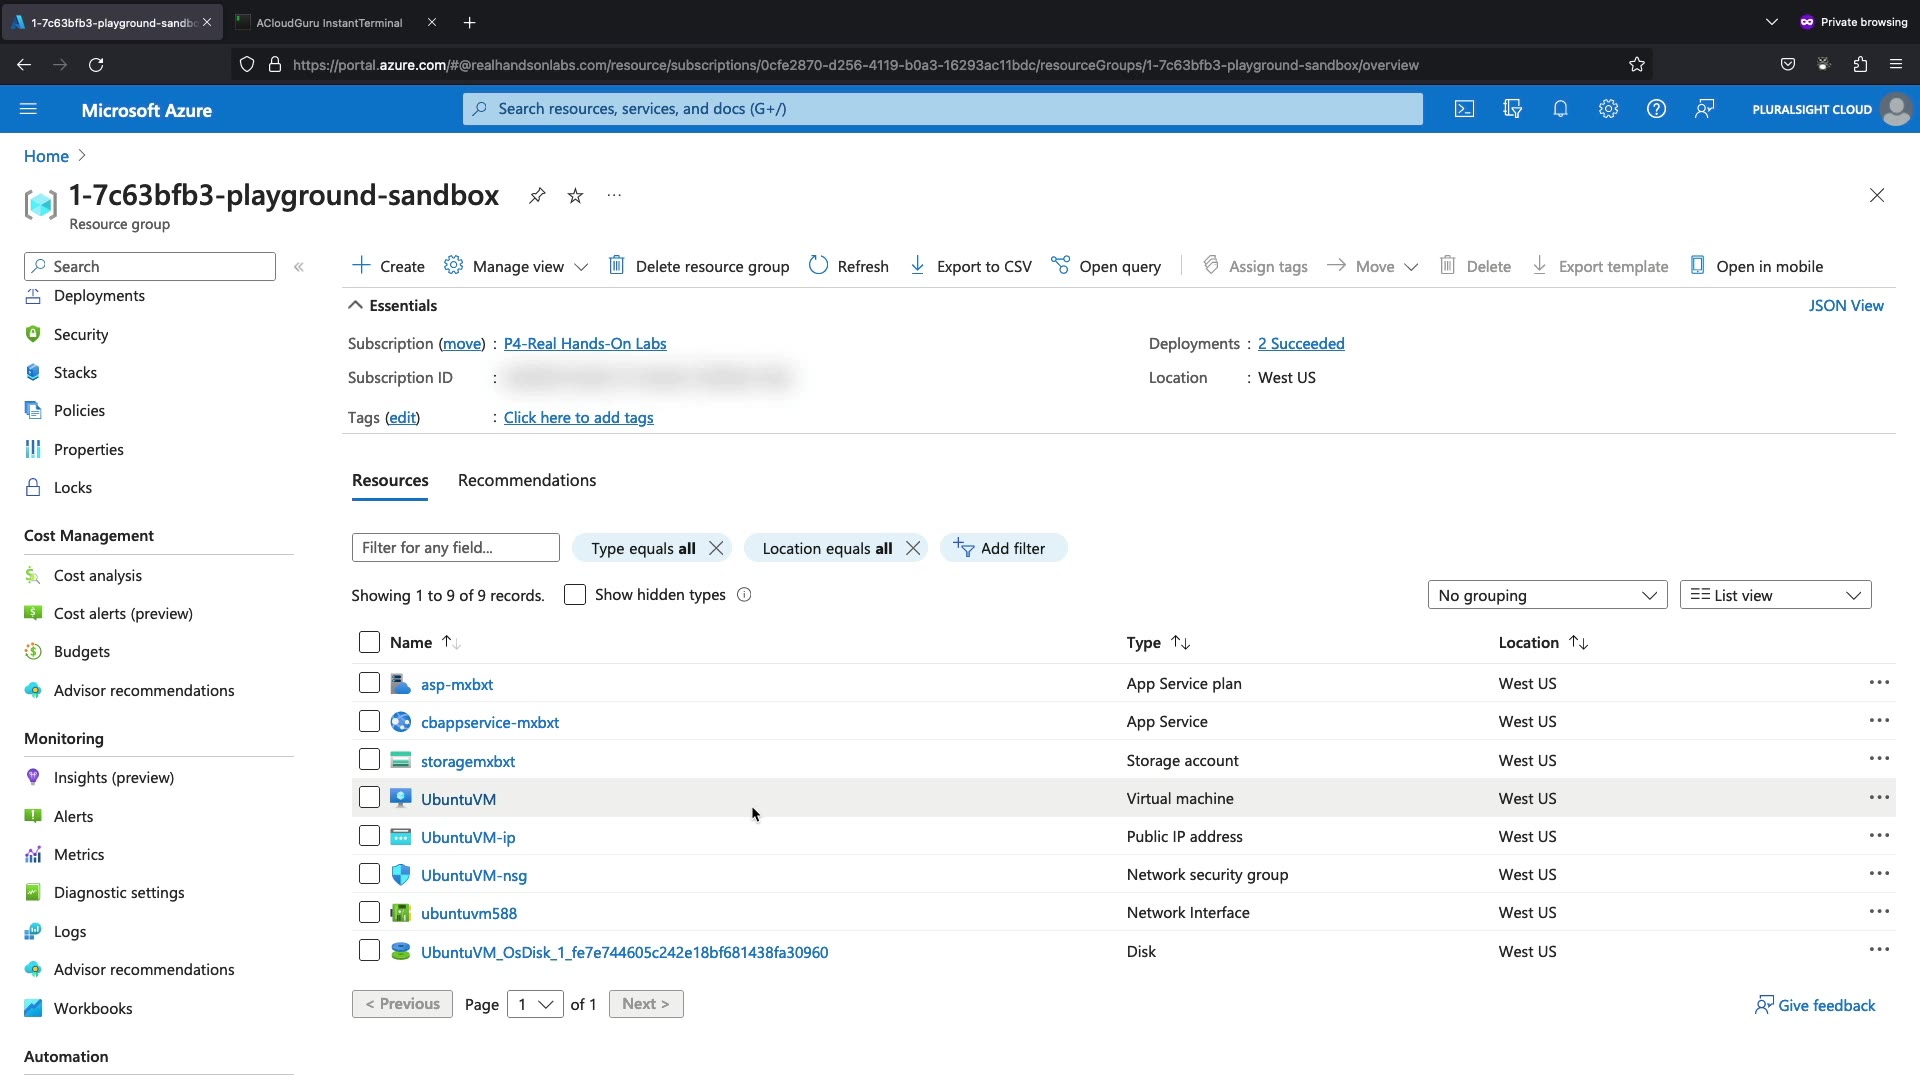 1-7c63bfb3-playground-sandb
ACloudGuru InstantTerminal
Private browsing
https://portal.azure.com/#@realhandsonlabs.com/resource/subscriptions/0cfe2870-d256-4119-b0a3-16293ac11bdc/resourceGroups/1-7c63bfb3-playground-sandbox/overview
Microsoft Azure
Search resources, services, and docs (G+/)
PLURALSIGHT CLOUD
Home
1-7c63bfb3-playground-sandbox
Resource group
Search
Create
Manage view
Delete resource group
Refresh
Export to CSV
Open query
Assign tags
Move
Delete
Export template
Open in mobile
Deployments
Security
Stacks
Policies
Properties
Locks
Cost Management
Cost analysis
Cost alerts (preview)
Budgets
Advisor recommendations
Monitoring
Insights (preview)
Alerts
Metrics
Diagnostic settings
Logs
Advisor recommendations
Workbooks
Automation
Essentials
JSON View
Subscription (move) : P4-Real Hands-On Labs
Deployments : 2 Succeeded
Subscription ID :
Location : West US
Tags (edit) : Click here to add tags
Resources
Recommendations
Filter for any field...
Type equals all
Location equals all
Add filter
Showing 1 to 9 of 9 records.
Show hidden types
No grouping
List view
Name Type Location
asp-mxbxt App Service plan West US
cbappservice-mxbxt App Service West US
storagemxbxt Storage account West US
UbuntuVM Virtual machine West US
UbuntuVM-ip Public IP address West US
UbuntuVM-nsg Network security group West US
ubuntuvm588 Network Interface West US
UbuntuVM_OsDisk_1_fe7e744605c242e18bf681438fa30960 Disk West US
< Previous Page 1 of 1 Next >
Give feedback